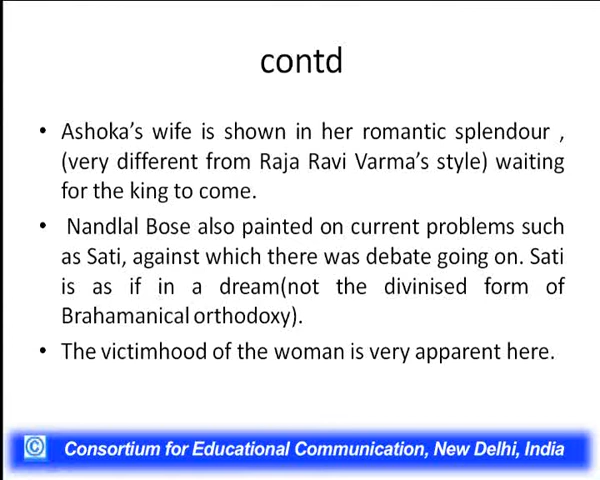 contd
• Ashoka's wife is shown in her romantic splendour ,
(very different from Raja Ravi Varma's style) waiting
for the king to come.
• Nandlal Bose also painted on current problems such
as Sati, against which there was debate going on. Sati
is as if in a dream(not the divinised form of
Brahamanical orthodoxy).
• The victimhood of the woman is very apparent here.
© Consortium for Educational Communication, New Delhi, India